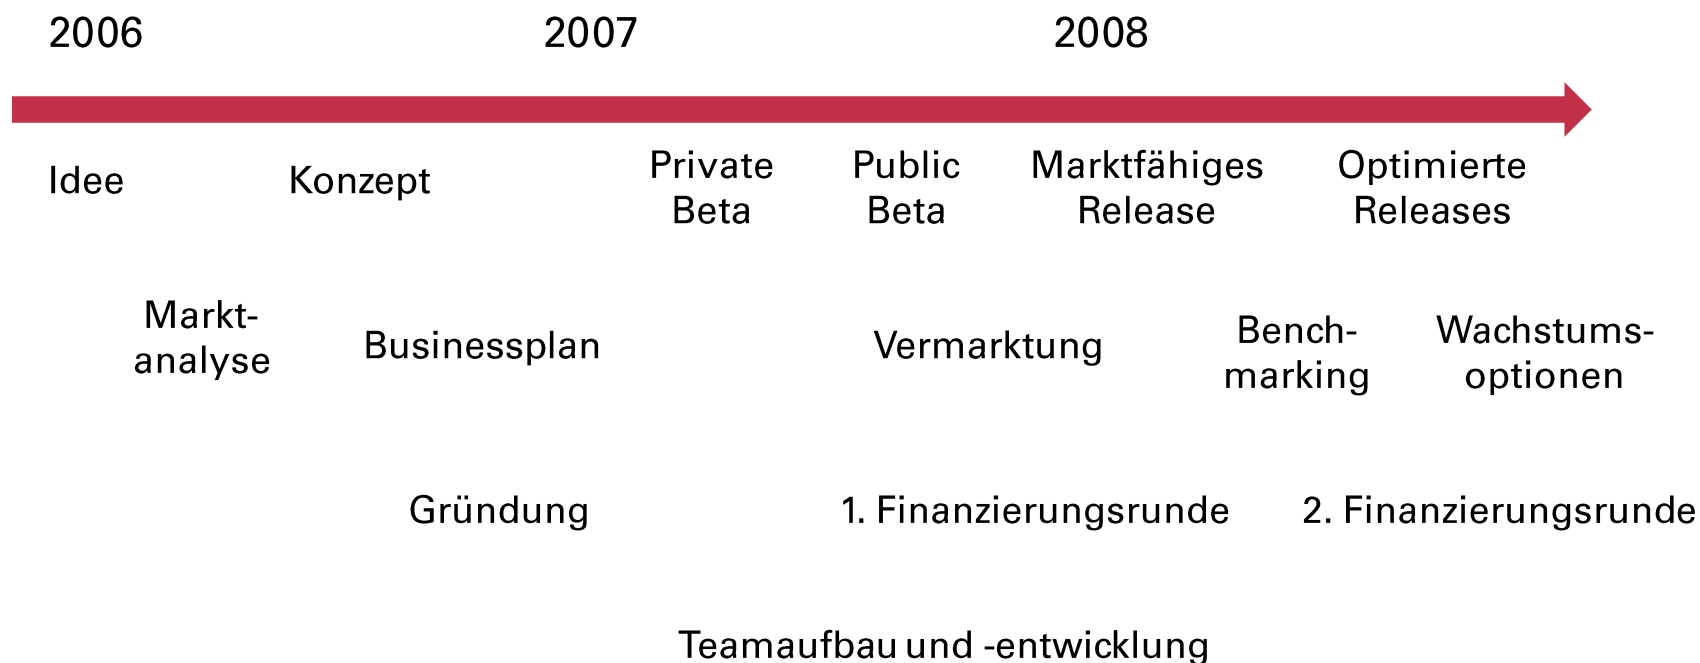 2006 2007 2008
Idee Konzept Private Beta Public Beta Marktfähiges Release Optimierte Releases
Markt-
analyse
Businessplan
Vermarktung
Bench-
marking
Wachstums-
optionen
Gründung 1. Finanzierungsrunde 2. Finanzierungsrunde
Teamaufbau und -entwicklung